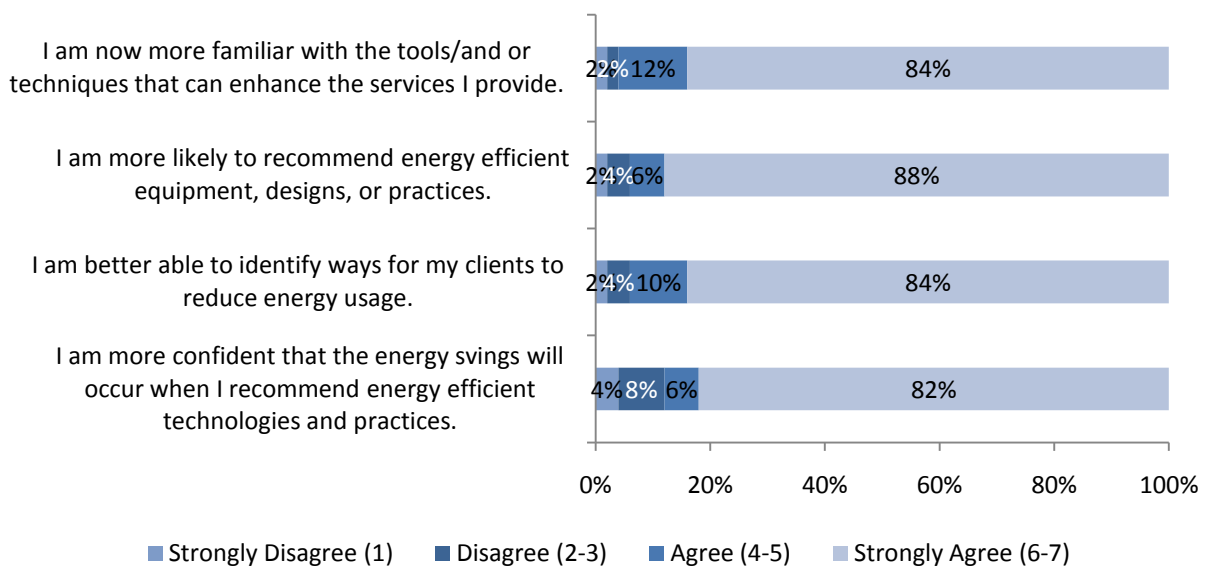 I am now more familiar with the tools/and or
techniques that can enhance the services I provide.
2% 2% 12% 84%
I am more likely to recommend energy efficient
equipment, designs, or practices.
2% 4% 6% 88%
I am better able to identify ways for my clients to
reduce energy usage.
2% 4% 10% 84%
I am more confident that the energy svings will
occur when I recommend energy efficient
technologies and practices.
4% 8% 6% 82%
0% 20% 40% 60% 80% 100%
Strongly Disagree (1) Disagree (2-3) Agree (4-5) Strongly Agree (6-7)